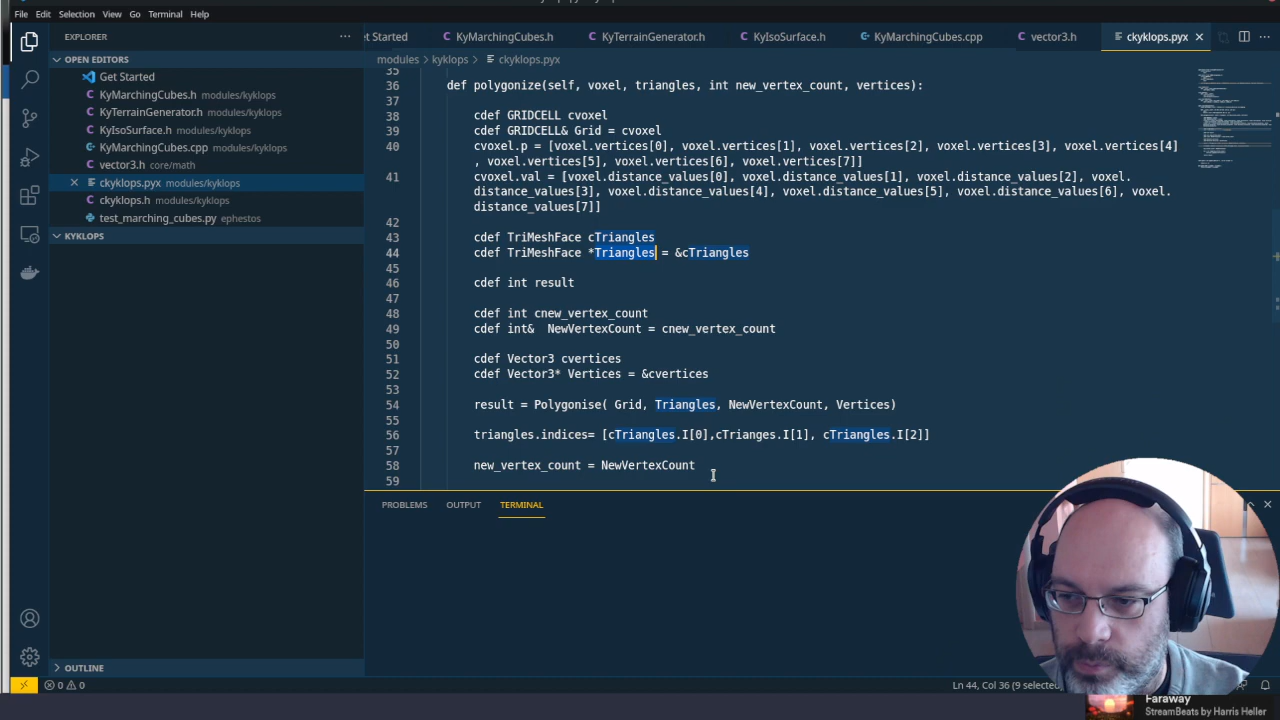 File Edit Selection View Go Terminal Help
EXPLORER
OPEN EDITORS
Get Started
KyMarchingCubes.h modules/kyklops
KyTerrainGenerator.h modules/kyklops
KyIsoSurface.h modules/kyklops
KyMarchingCubes.cpp modules/kyklops
vector3.h core/math
ckyklops.pyx modules/kyklops
ckyklops.h modules/kyklops
test_marching_cubes.py ephestos
KYKLOPS
OUTLINE
et Started KyMarchingCubes.h KyTerrainGenerator.h KyIsoSurface.h KyMarchingCubes.cpp vector3.h ckyklops.pyx
modules > kyklops > ckyklops.pyx
35
36 def polygonize(self, voxel, triangles, int new_vertex_count, vertices):
37
38 cdef GRIDCELL cvoxel
39 cdef GRIDCELL& Grid = cvoxel
40 cvoxel.p = [voxel.vertices[0], voxel.vertices[1], voxel.vertices[2], voxel.vertices[3], voxel.vertices[4]
, voxel.vertices[5], voxel.vertices[6], voxel.vertices[7]]
41 cvoxel.val = [voxel.distance_values[0], voxel.distance_values[1], voxel.distance_values[2], voxel.
distance_values[3], voxel.distance_values[4], voxel.distance_values[5], voxel.distance_values[6], voxel.
distance_values[7]]
42
43 cdef TriMeshFace cTriangles
44 cdef TriMeshFace *Triangles = &cTriangles
45
46 cdef int result
47
48 cdef int cnew_vertex_count
49 cdef int& NewVertexCount = cnew_vertex_count
50
51 cdef Vector3 cvertices
52 cdef Vector3* Vertices = &cvertices
53
54 result = Polygonise( Grid, Triangles, NewVertexCount, Vertices)
55
56 triangles.indices= [cTriangles.I[0],cTrianges.I[1], cTriangles.I[2]]
57
58 new_vertex_count = NewVertexCount
59
PROBLEMS OUTPUT TERMINAL
0 0
Ln 44, Col 36 (9 selected
Faraway
StreamBeats by Harris Heller